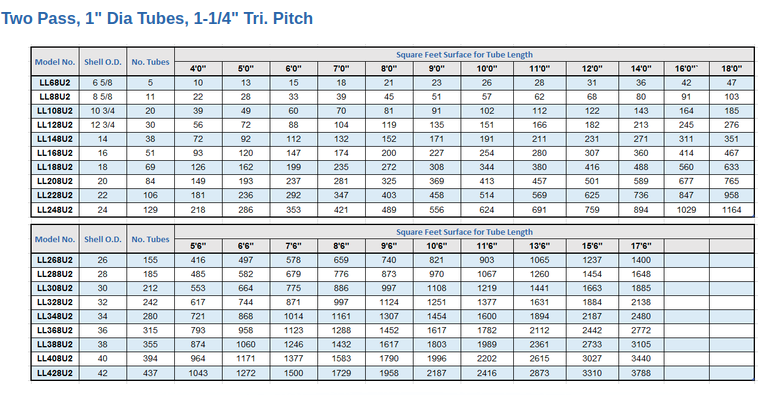 Two Pass, 1" Dia Tubes, 1-1/4" Tri. Pitch
Model No. Shell O.D. No. Tubes Square Feet Surface for Tube Length
4'0" 5'0" 6'0" 7'0" 8'0" 9'0" 10'0" 11'0" 12'0" 14'0" 16'0" 18'0"
LL68U2 6 5/8 5 10 13 15 18 21 23 26 28 31 36 42 47
LL88U2 8 5/8 11 22 28 33 39 45 51 57 62 68 80 91 103
LL108U2 10 3/4 20 39 49 60 70 81 91 102 112 122 143 164 185
LL128U2 12 3/4 30 56 72 88 104 119 135 151 166 182 213 245 276
LL148U2 14 38 72 92 112 132 152 171 191 211 231 271 311 351
LL168U2 16 51 93 120 147 174 200 227 254 280 307 360 414 467
LL188U2 18 69 126 162 199 235 272 308 344 380 416 488 560 633
LL208U2 20 84 149 193 237 281 325 369 413 457 501 589 677 765
LL228U2 22 106 181 236 292 347 403 458 514 569 625 736 847 958
LL248U2 24 129 218 286 353 421 489 556 624 691 759 894 1029 1164
Model No. Shell O.D. No. Tubes Square Feet Surface for Tube Length
5'6" 6'6" 7'6" 8'6" 9'6" 10'6" 11'6" 13'6" 15'6" 17'6"
LL268U2 26 155 416 497 578 659 740 821 903 1065 1237 1400
LL288U2 28 185 485 582 679 776 873 970 1067 1260 1454 1648
LL308U2 30 212 553 664 775 886 997 1108 1219 1441 1663 1885
LL328U2 32 242 617 744 871 997 1124 1251 1377 1631 1884 2138
LL348U2 34 280 721 868 1014 1161 1307 1454 1600 1894 2187 2480
LL368U2 36 315 793 958 1123 1288 1452 1617 1782 2112 2442 2772
LL388U2 38 355 874 1060 1246 1432 1617 1803 1989 2361 2733 3105
LL408U2 40 394 964 1171 1377 1583 1790 1996 2202 2615 3027 3440
LL428U2 42 437 1043 1272 1500 1729 1958 2187 2416 2873 3310 3788